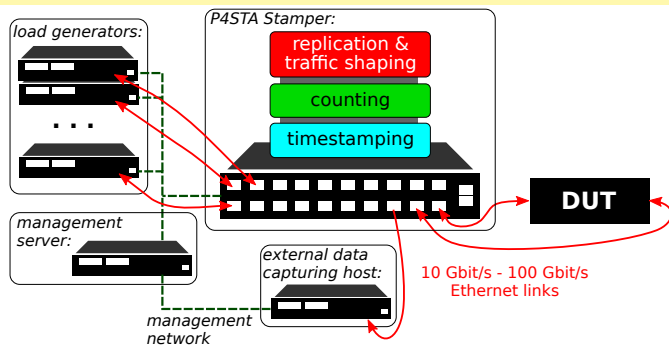 load generators:
P4STA Stamper:
replication &
traffic shaping
counting
timestamping
. . .
DUT
management
server:
external data
capturing host:
10 Gbit/s - 100 Gbit/s
Ethernet links
management
network